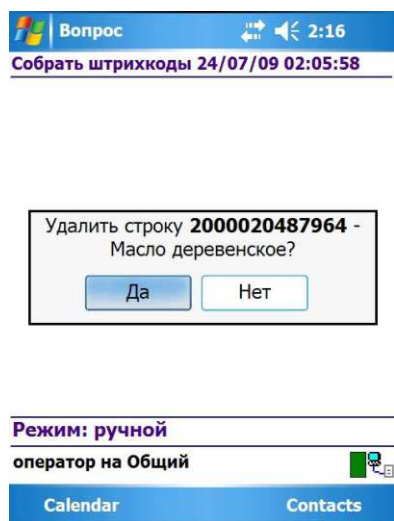 Вопрос 2:16
Собрать штрихкоды 24/07/09 02:05:58
Удалить строку 2000020487964 -
Масло деревенское?
Да Нет
Режим: ручной
оператор на Общий
Calendar Contacts